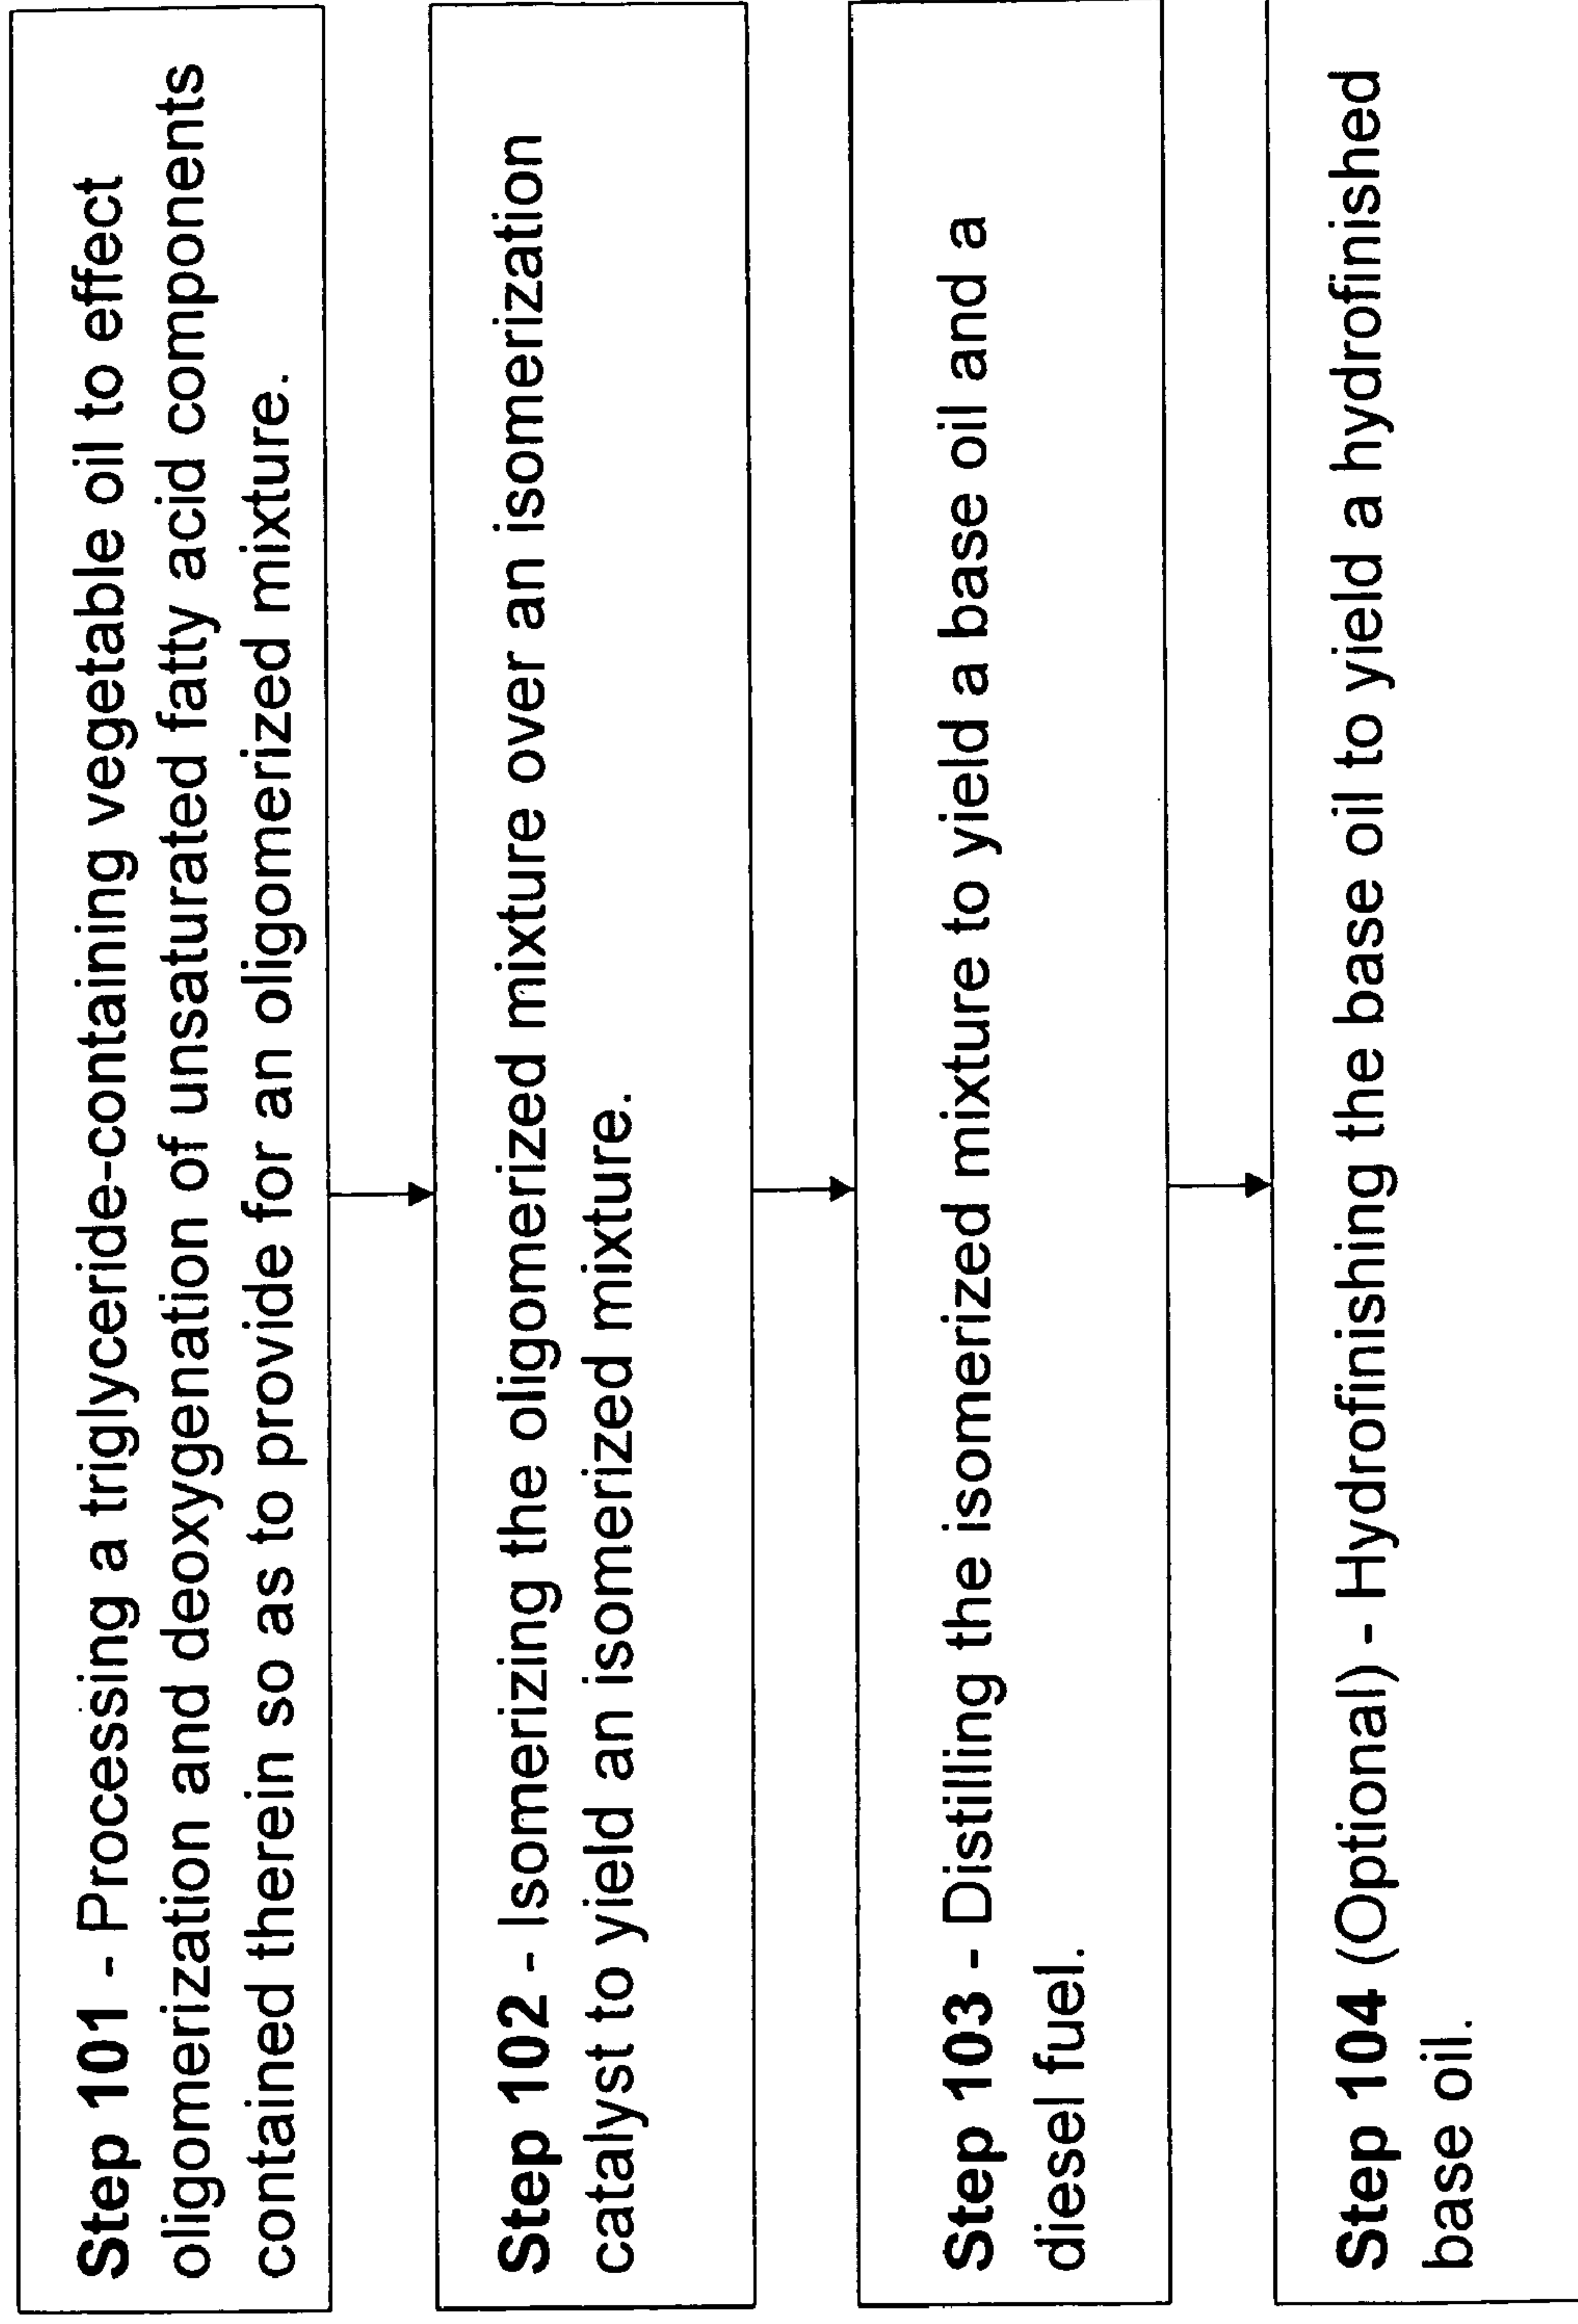 Step 101 - Processing a triglyceride-containing vegetable oil to effect
oligomerization and deoxygenation of unsaturated fatty acid components
contained therein so as to provide for an oligomerized mixture.
Step 102 - Isomerizing the oligomerized mixture over an isomerization
catalyst to yield an isomerized mixture.
Step 103 - Distilling the isomerized mixture to yield a base oil and a
diesel fuel.
Step 104 (Optional) - Hydrofinishing the base oil to yield a hydrofinished
base oil.